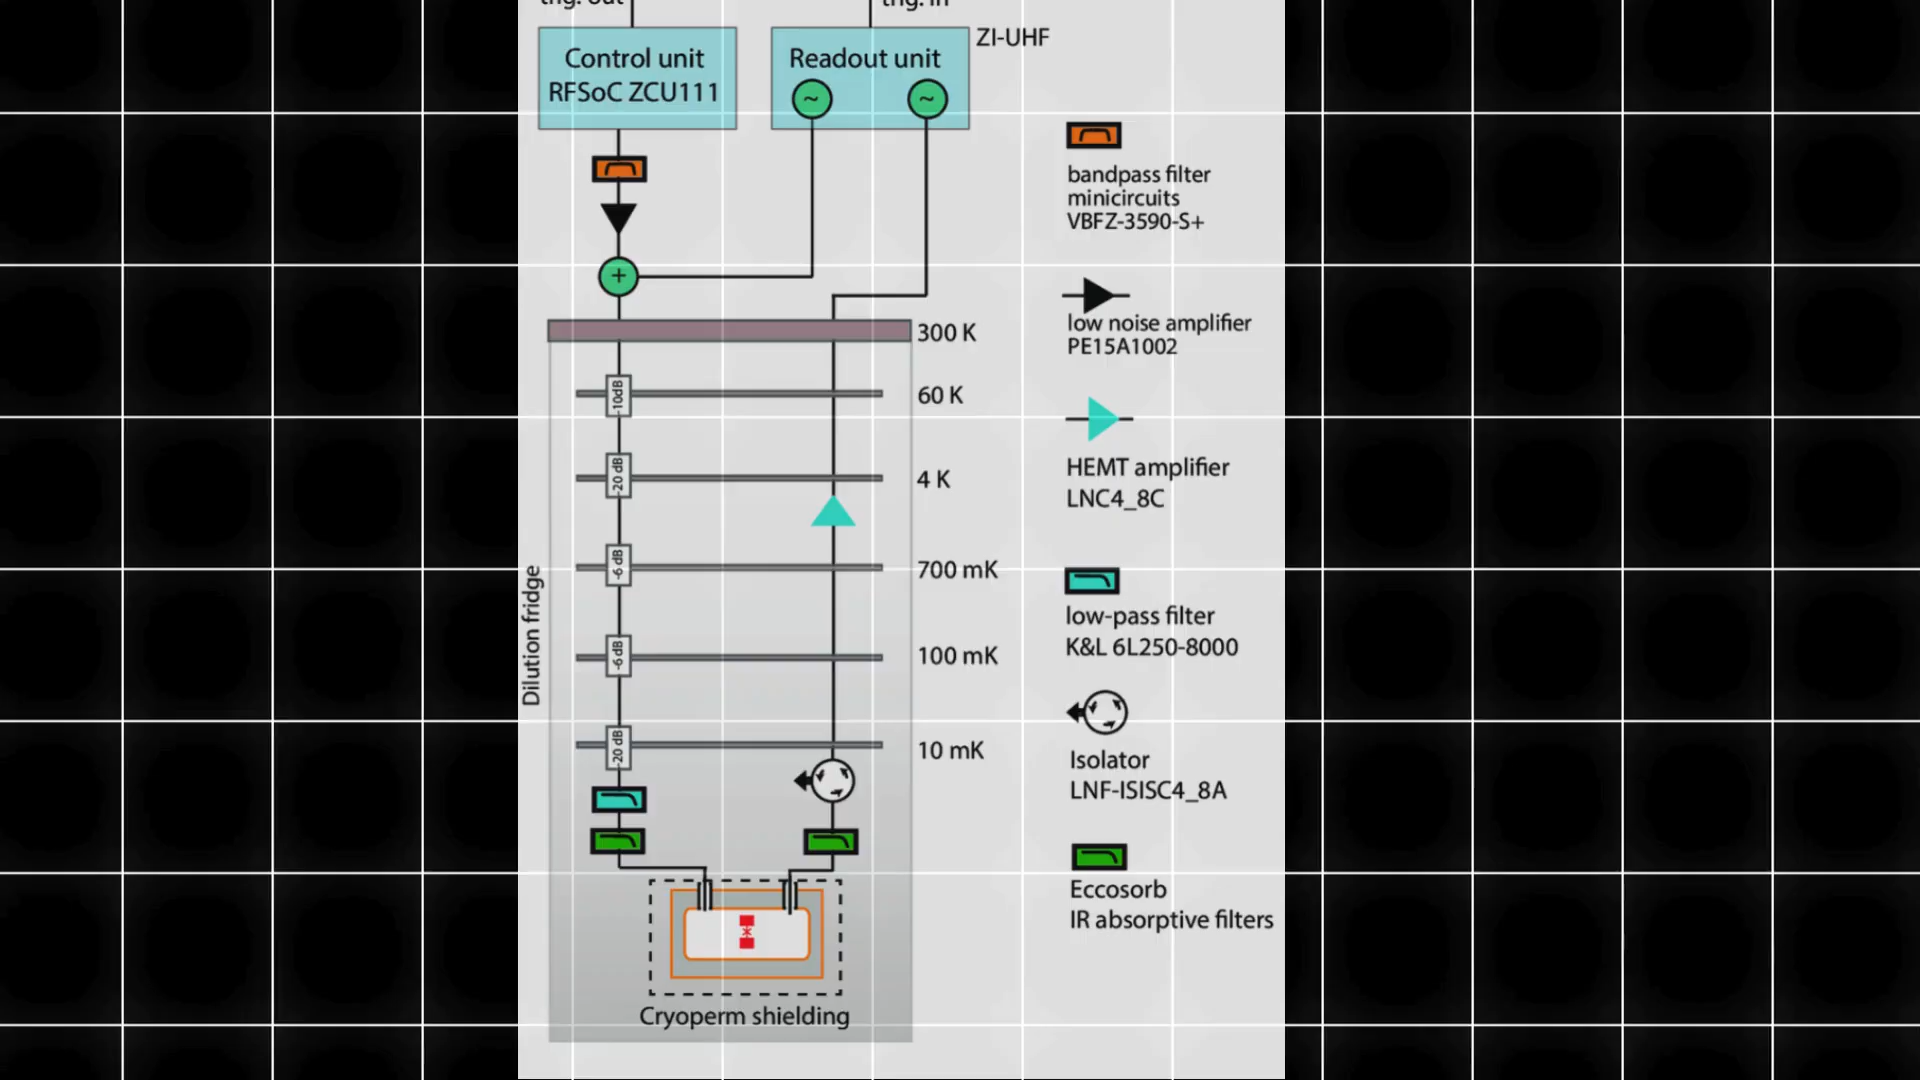 trig. out
trig. in
Control unit
RFSoC ZCU111
Readout unit
~
~
ZI-UHF
+
bandpass filter
minicircuits
VBFZ-3590-S+
low noise amplifier
PE15A1002
HEMT amplifier
LNC4_8C
low-pass filter
K&L 6L250-8000
Isolator
LNF-ISISC4_8A
Eccosorb
IR absorptive filters
300 K
-10dB
60 K
-20 dB
4 K
-6 dB
700 mK
-6 dB
100 mK
-20 dB
10 mK
Dilution fridge
Cryoperm shielding